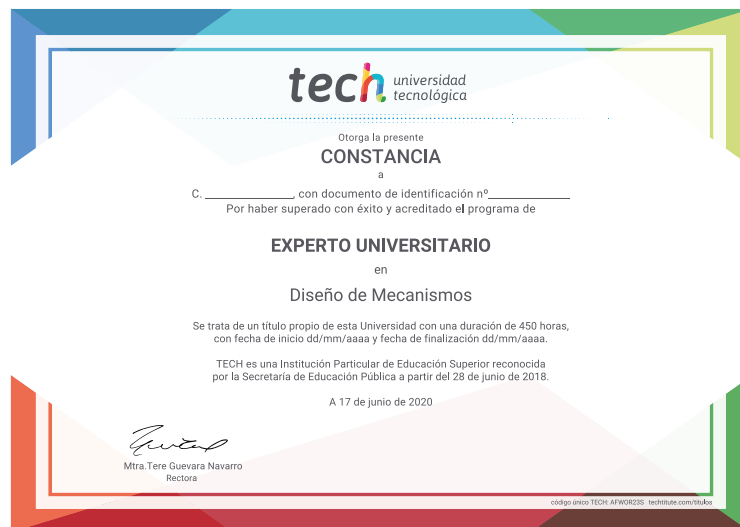 tech universidad
tecnológica
Otorga la presente
CONSTANCIA
a
C. ______________, con documento de identificación nº_____________
Por haber superado con éxito y acreditado el programa de
EXPERTO UNIVERSITARIO
en
Diseño de Mecanismos
Se trata de un título propio de esta Universidad con una duración de 450 horas,
con fecha de inicio dd/mm/aaaa y fecha de finalización dd/mm/aaaa.
TECH es una Institución Particular de Educación Superior reconocida
por la Secretaría de Educación Pública a partir del 28 de junio de 2018.
A 17 de junio de 2020
Mtra.Tere Guevara Navarro
Rectora
código único TECH: AFWOR23S techtitute.com/titulos